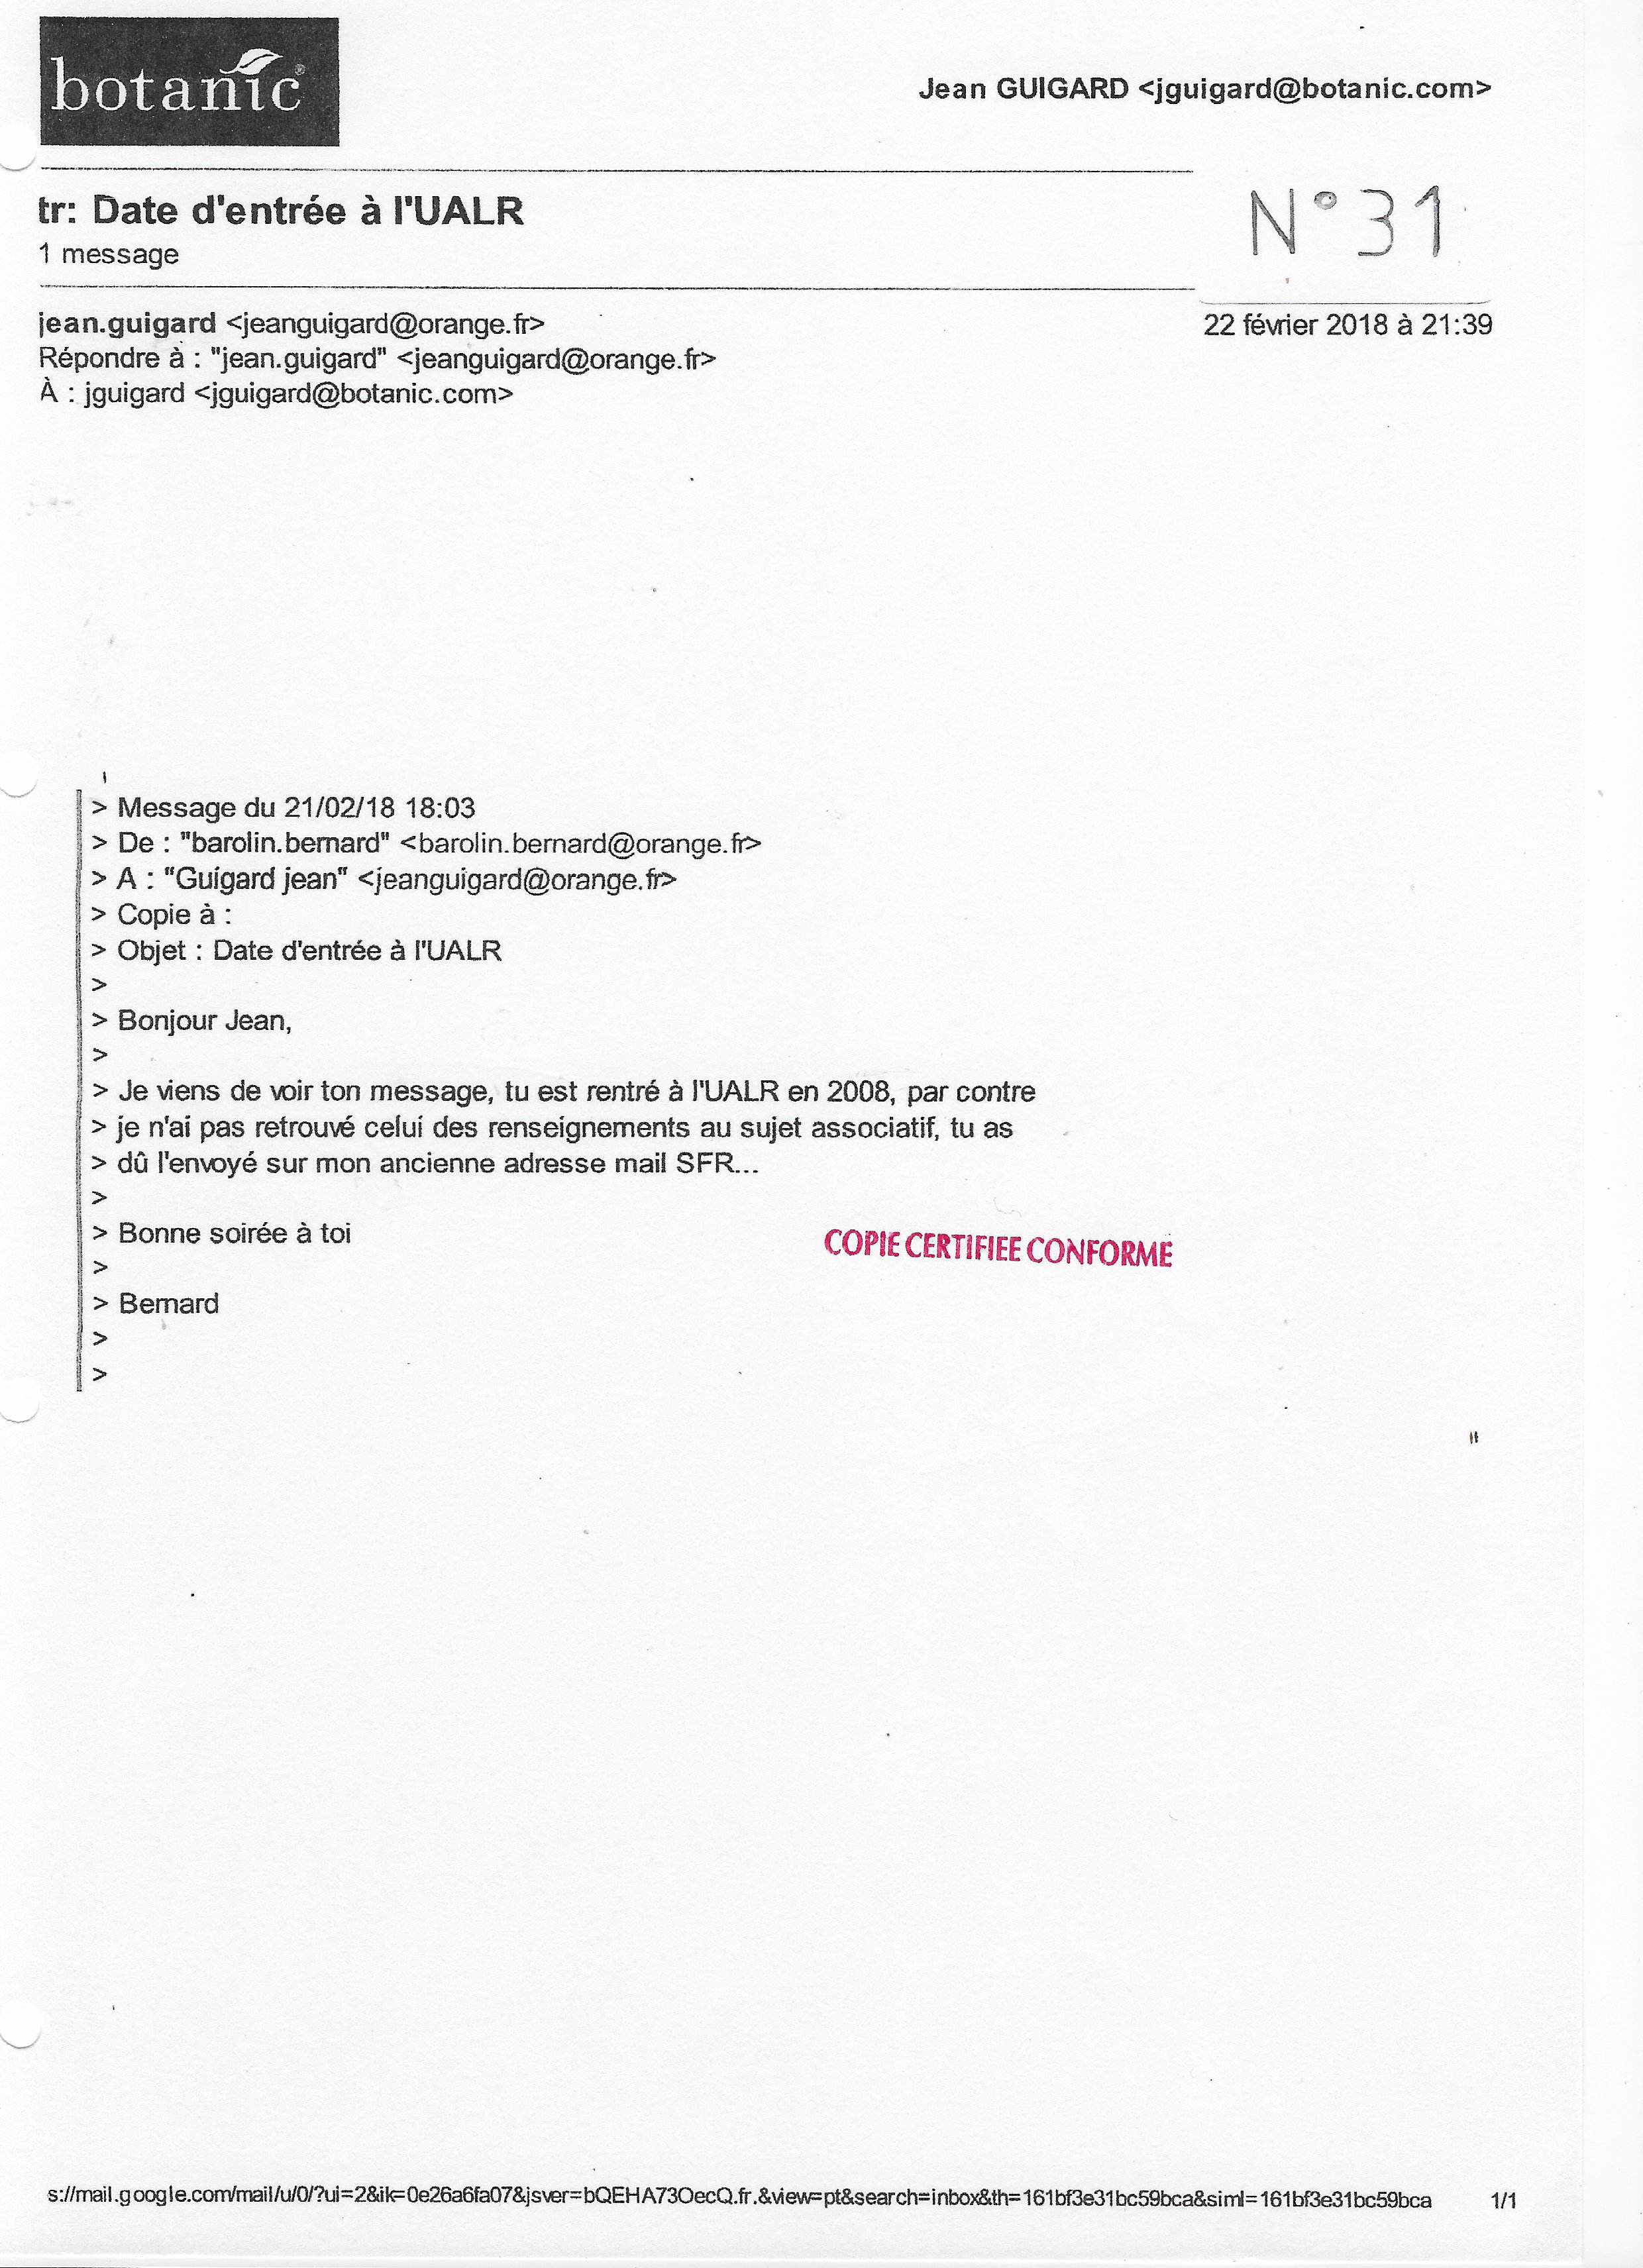 botanic®
Jean GUIGARD <jguigard@botanic.com>
tr: Date d'entrée à l'UALR
1 message
N° 31
jean.guigard <jeanguigard@orange.fr>
22 février 2018 à 21:39
Répondre à : "jean.guigard" <jeanguigard@orange.fr>
À : jguigard <jguigard@botanic.com>
> Message du 21/02/18 18:03
> De : "barolin.bernard" <barolin.bernard@orange.fr>
> A : "Guigard jean" <jeanguigard@orange.fr>
> Copie à :
> Objet : Date d'entrée à l'UALR
>
> Bonjour Jean,
>
> Je viens de voir ton message, tu est rentré à l'UALR en 2008, par contre
> je n'ai pas retrouvé celui des renseignements au sujet associatif, tu as
> dû l'envoyé sur mon ancienne adresse mail SFR...
>
> Bonne soirée à toi
COPIE CERTIFIEE CONFORME
>
> Bernard
>
>
s://mail.google.com/mail/u/0/?ui=2&ik=0e26a6fa07&jsver=bQEHA73OecQ.fr.&view=pt&search=inbox&th=161bf3e31bc59bca&siml=161bf3e31bc59bca 1/1